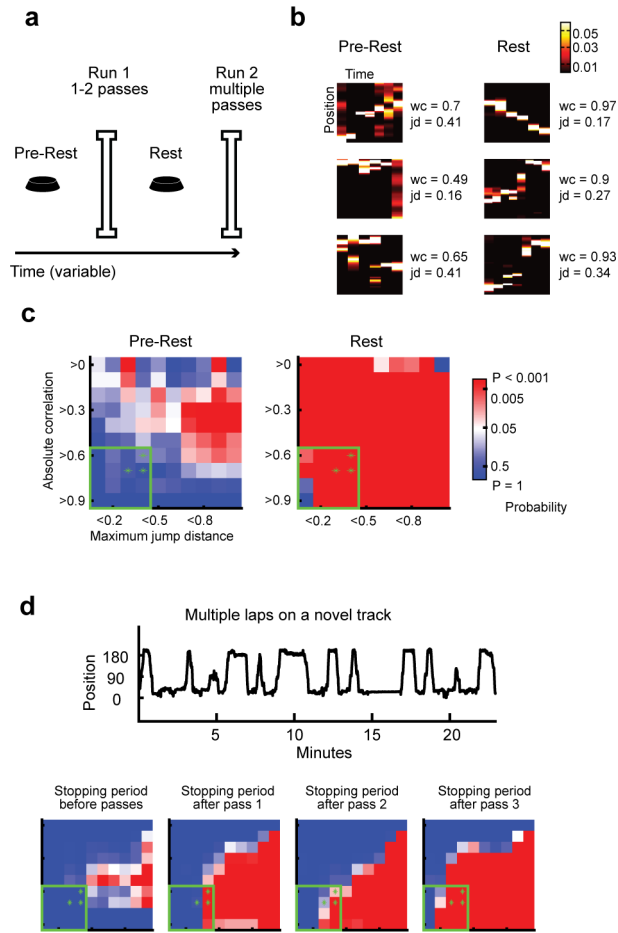 a
Run 1
1-2 passes
Run 2
multiple
passes
Pre-Rest
Rest
Time (variable)
b
Pre-Rest
Rest
0.05
0.03
0.01
Time
Position
wc = 0.7
jd = 0.41
wc = 0.97
jd = 0.17
wc = 0.49
jd = 0.16
wc = 0.9
jd = 0.27
wc = 0.65
jd = 0.41
wc = 0.93
jd = 0.34
c
Pre-Rest
Rest
Absolute correlation
>0
>0.3
>0.6
>0.9
<0.2
<0.5
<0.8
Maximum jump distance
>0
>0.3
>0.6
>0.9
<0.2
<0.5
<0.8
P < 0.001
0.005
0.05
0.5
P = 1
Probability
d
Multiple laps on a novel track
Position
180
90
0
5
10
15
20
Minutes
Stopping period
before passes
Stopping period
after pass 1
Stopping period
after pass 2
Stopping period
after pass 3